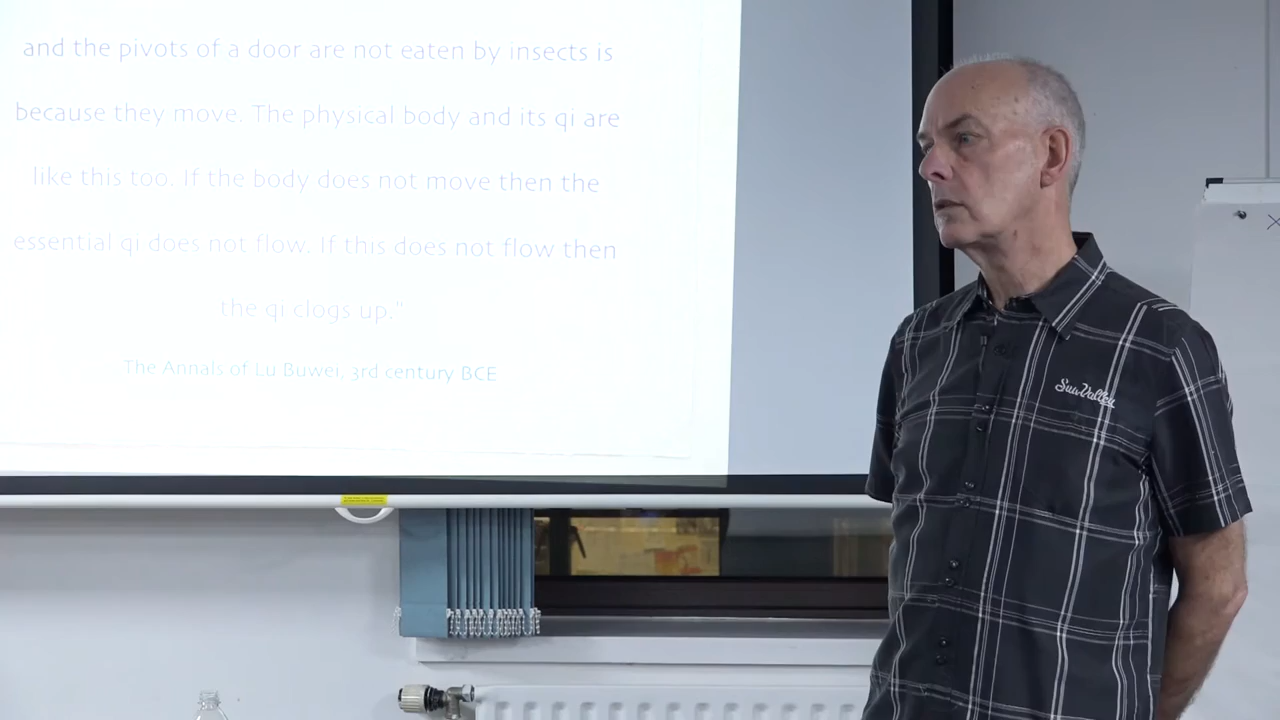 and the pivots of a door are not eaten by insects is
because they move. The physical body and its qi are
like this too. If the body does not move then the
essential qi does not flow. If this does not flow then
the qi clogs up."
The Annals of Lu Buwei, 3rd century BCE
Sun Valley